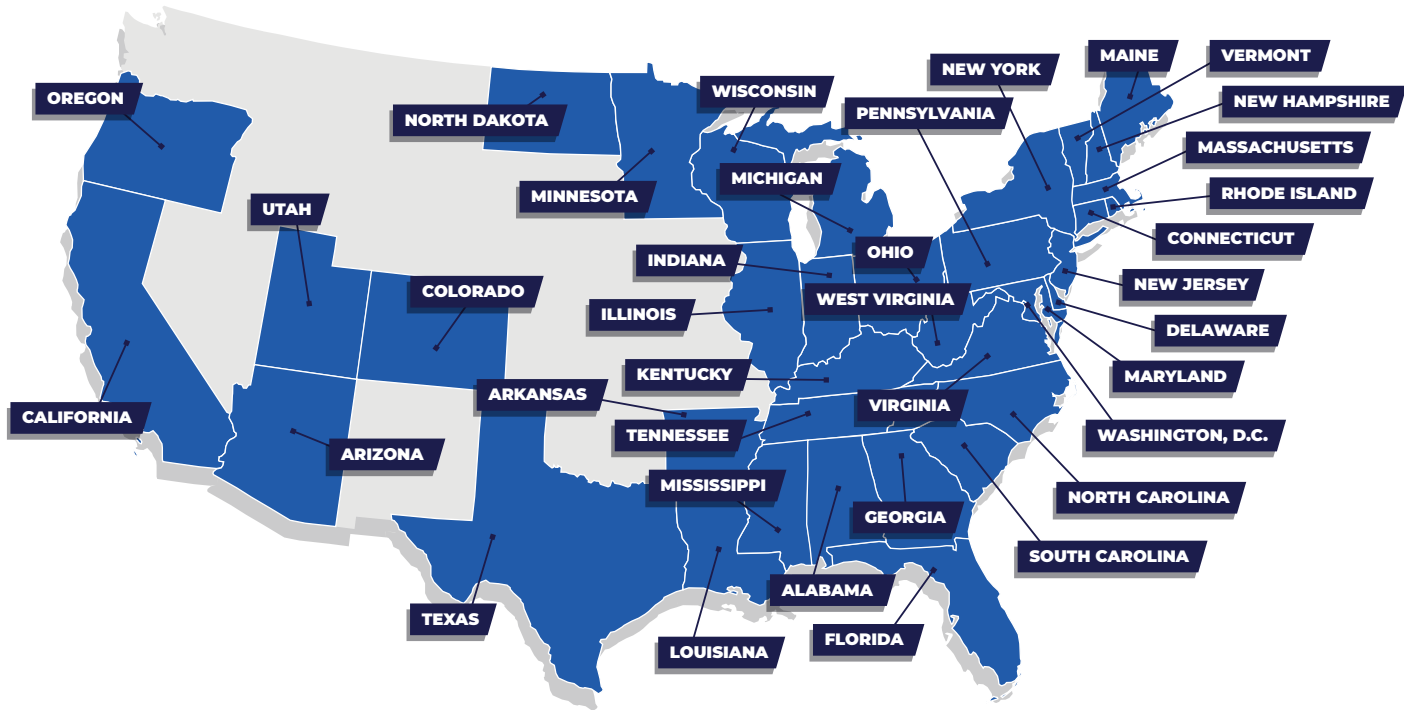 MAINE
VERMONT
NEW YORK
OREGON
WISCONSIN
NEW HAMPSHIRE
PENNSYLVANIA
NORTH DAKOTA
MASSACHUSETTS
MICHIGAN
RHODE ISLAND
MINNESOTA
UTAH
CONNECTICUT
OHIO
INDIANA
NEW JERSEY
COLORADO
WEST VIRGINIA
ILLINOIS
DELAWARE
KENTUCKY
MARYLAND
ARKANSAS
VIRGINIA
CALIFORNIA
TENNESSEE
WASHINGTON, D.C.
ARIZONA
MISSISSIPPI
NORTH CAROLINA
GEORGIA
SOUTH CAROLINA
ALABAMA
TEXAS
FLORIDA
LOUISIANA